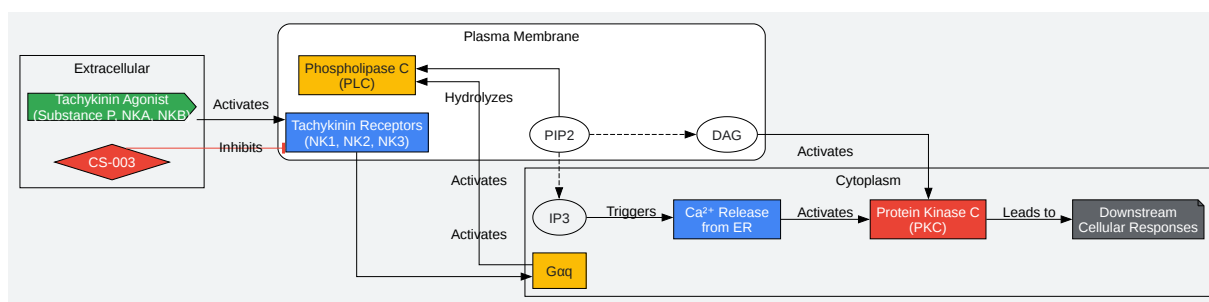 Plasma Membrane
Extracellular
Phospholipase C
(PLC)
Tachykinin Agonist
(Substance P, NKA, NKB)
Activates
Hydrolyzes
Tachykinin Receptors
(NK1, NK2, NK3)
PIP2
DAG
CS-003
Inhibits
Activates
Activates
Cytoplasm
IP3
Triggers
Ca²⁺ Release
from ER
Activates
Protein Kinase C
(PKC)
Leads to
Downstream
Cellular Responses
Activates
Gαq